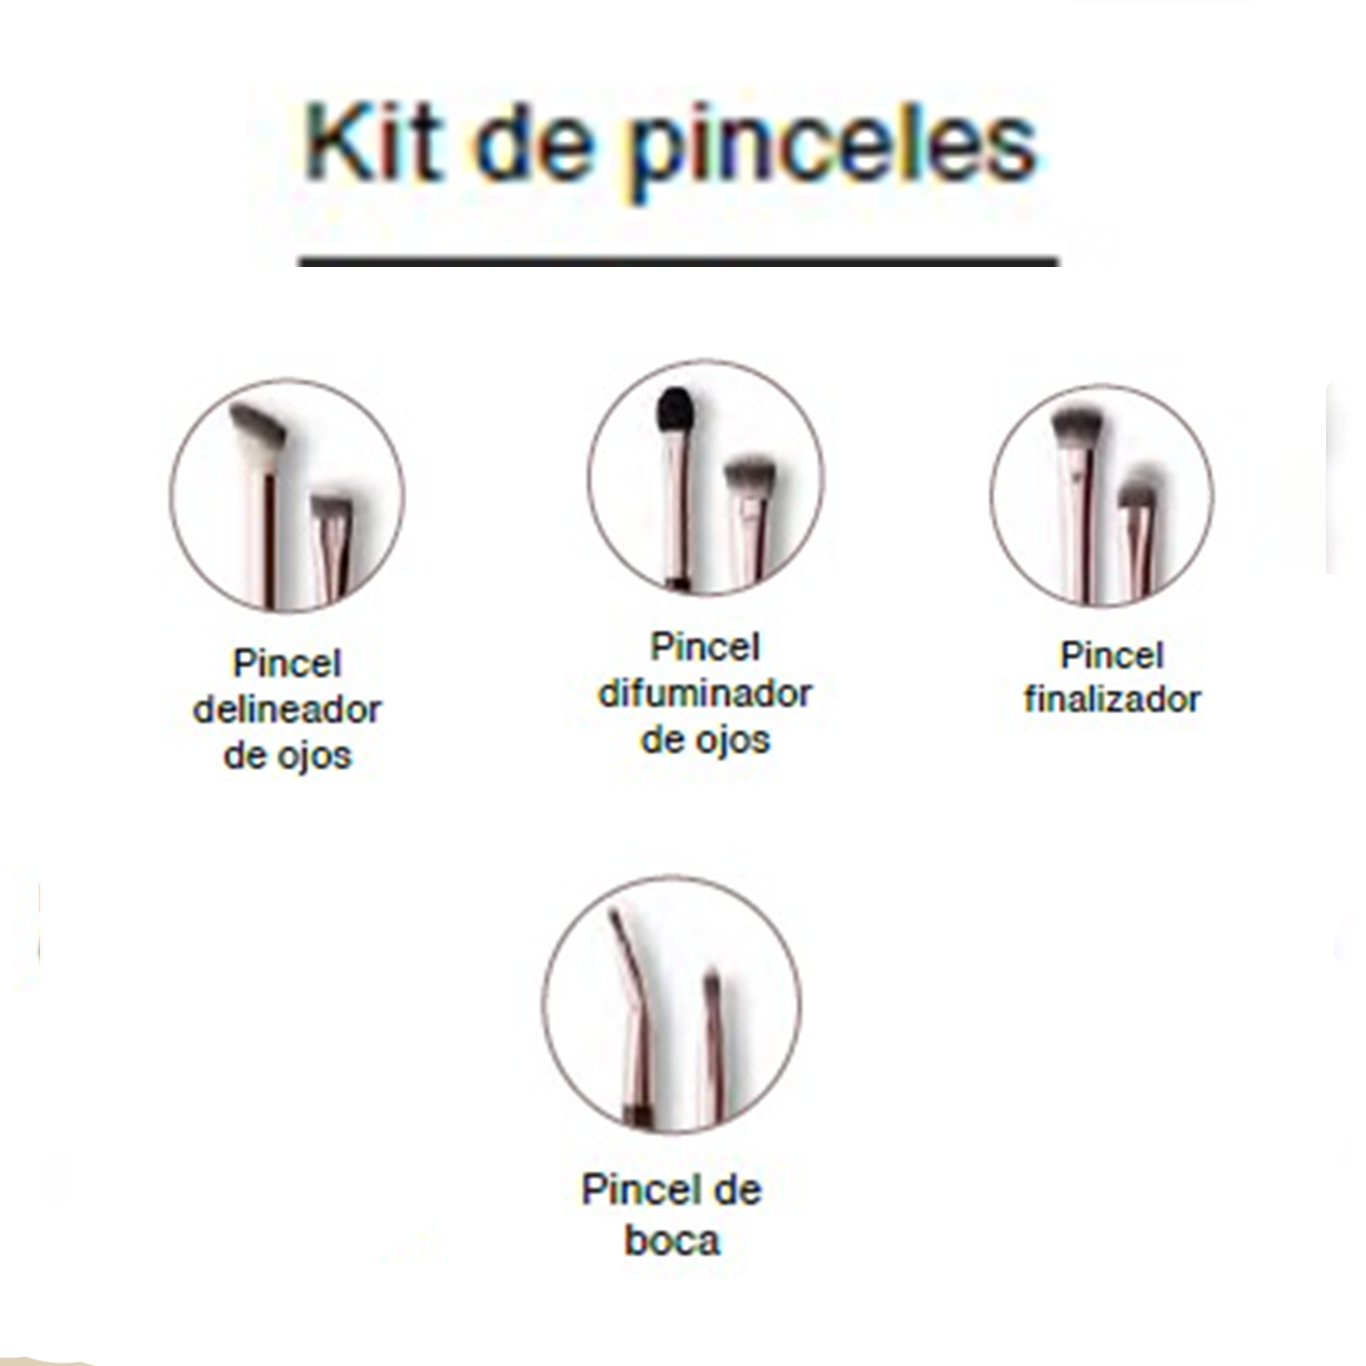 Kit de pinceles
Pincel
delineador
de ojos
Pincel
difuminador
de ojos
Pincel
finalizador
Pincel de
boca